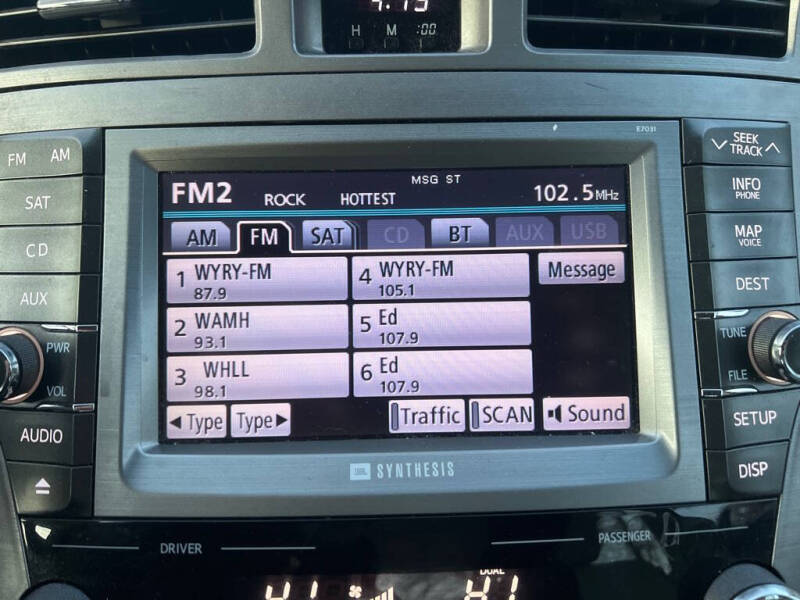 H M :00
E7031
FM AM
SAT
CD
AUX
PWR
VOL
AUDIO
MSG ST
FM2 ROCK HOTTEST 102.5MHz
AM FM SAT CD BT AUX USB
1 WYRY-FM
87.9
4 WYRY-FM
105.1
Message
2 WAMH
93.1
5 Ed
107.9
3 WHLL
98.1
6 Ed
107.9
◀Type Type▶ Traffic SCAN Sound
JBL SYNTHESIS
SEEK
TRACK
INFO
PHONE
MAP
VOICE
DEST
TUNE
FILE
SETUP
DISP
DRIVER
PASSENGER
DUAL